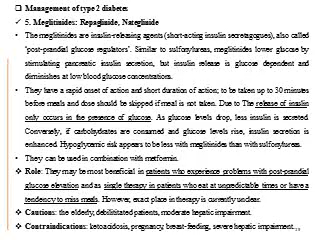 ❑ Management of type 2 diabetes
✓ 5. Meglitinides: Repaglinide, Nateglinide
• The meglitinides are insulin-releasing agents (short-acting insulin secretagogues), also called
'post-prandial glucose regulators'. Similar to sulfonylureas, meglitinides lower glucose by
stimulating pancreatic insulin secretion, but insulin release is glucose dependent and
diminishes at low blood glucose concentrations.
• They have a rapid onset of action and short duration of action; to be taken up to 30 minutes
before meals and dose should be skipped if meal is not taken. Due to The release of insulin
only occurs in the presence of glucose. As glucose levels drop, less insulin is secreted.
Conversely, if carbohydrates are consumed and glucose levels rise, insulin secretion is
enhanced. Hypoglycemic risk appears to be less with meglitinides than with sulfonylureas.
• They can be used in combination with metformin.
❖ Role: They may be most beneficial in patients who experience problems with post-prandial
glucose elevation and as single therapy in patients who eat at unpredictable times or have a
tendency to miss meals. However, exact place in therapy is currently unclear.
❖ Cautions: the elderly, debilitated patients, moderate hepatic impairment.
❖ Contraindications: ketoacidosis, pregnancy, breast-feeding, severe hepatic impairment.